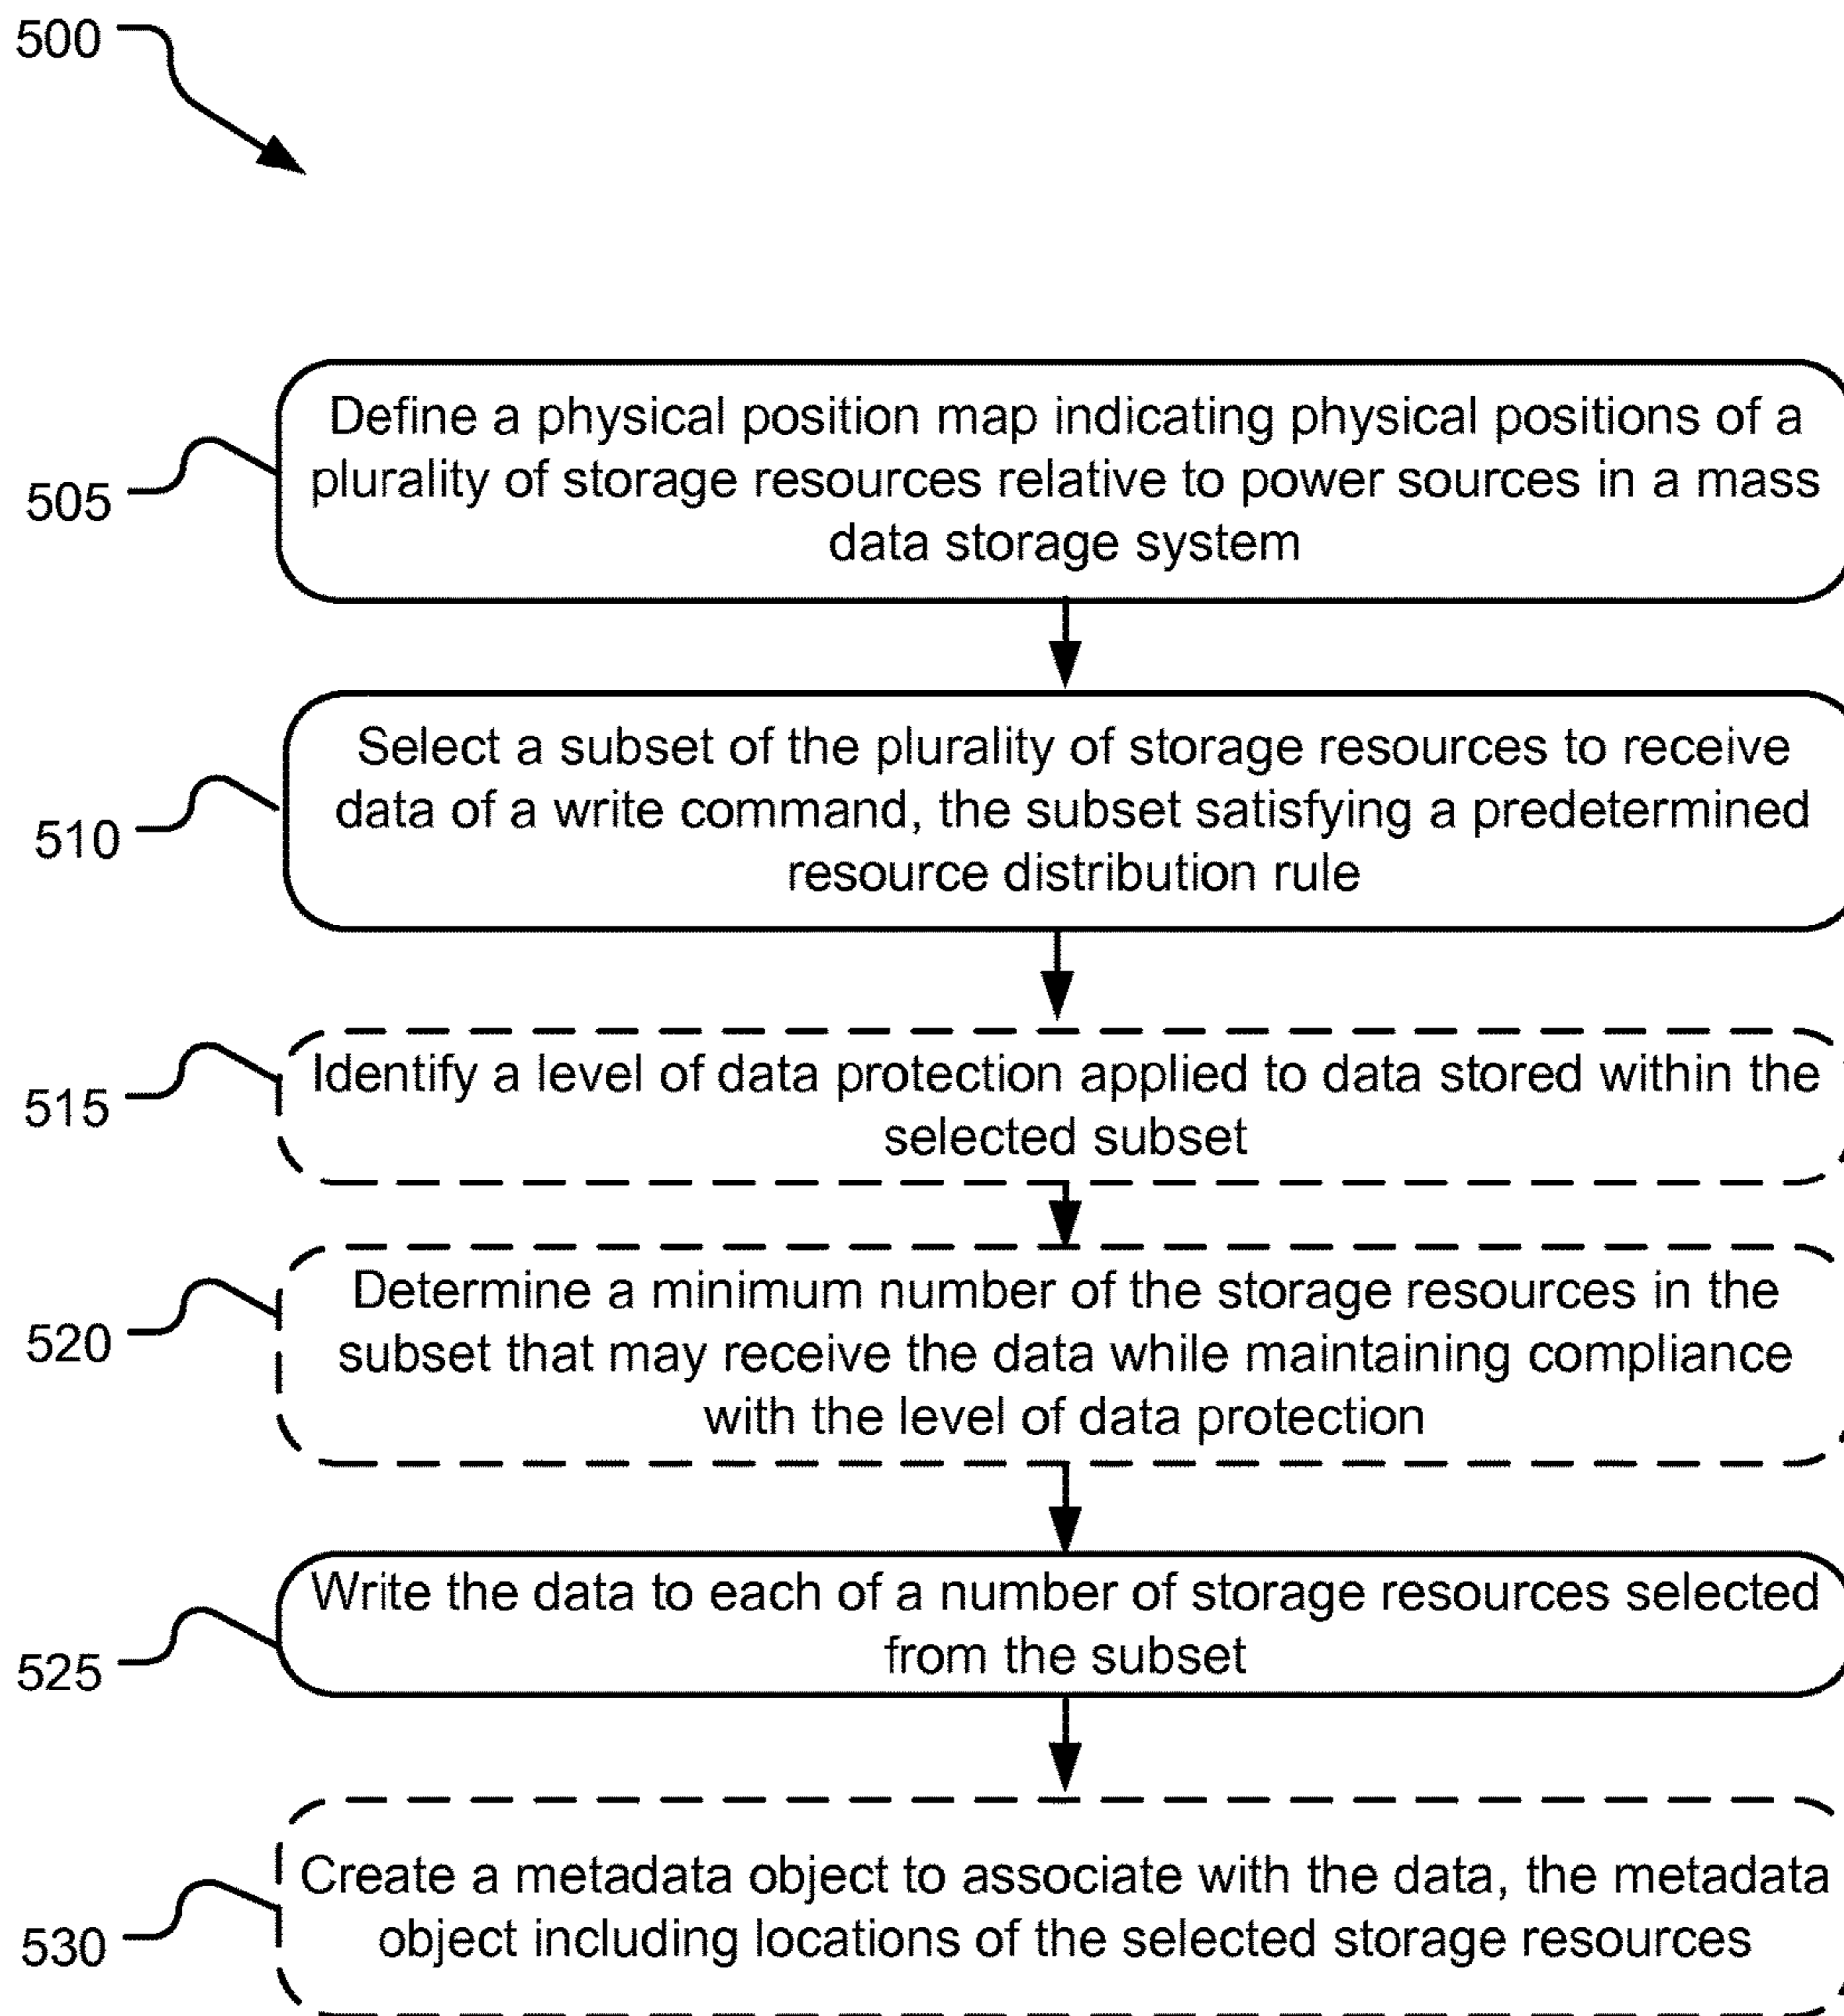 500
Define a physical position map indicating physical positions of a
plurality of storage resources relative to power sources in a mass
data storage system
505
Select a subset of the plurality of storage resources to receive
data of a write command, the subset satisfying a predetermined
resource distribution rule
510
Identify a level of data protection applied to data stored within the
selected subset
515
Determine a minimum number of the storage resources in the
subset that may receive the data while maintaining compliance
with the level of data protection
520
Write the data to each of a number of storage resources selected
from the subset
525
Create a metadata object to associate with the data, the metadata
object including locations of the selected storage resources
530